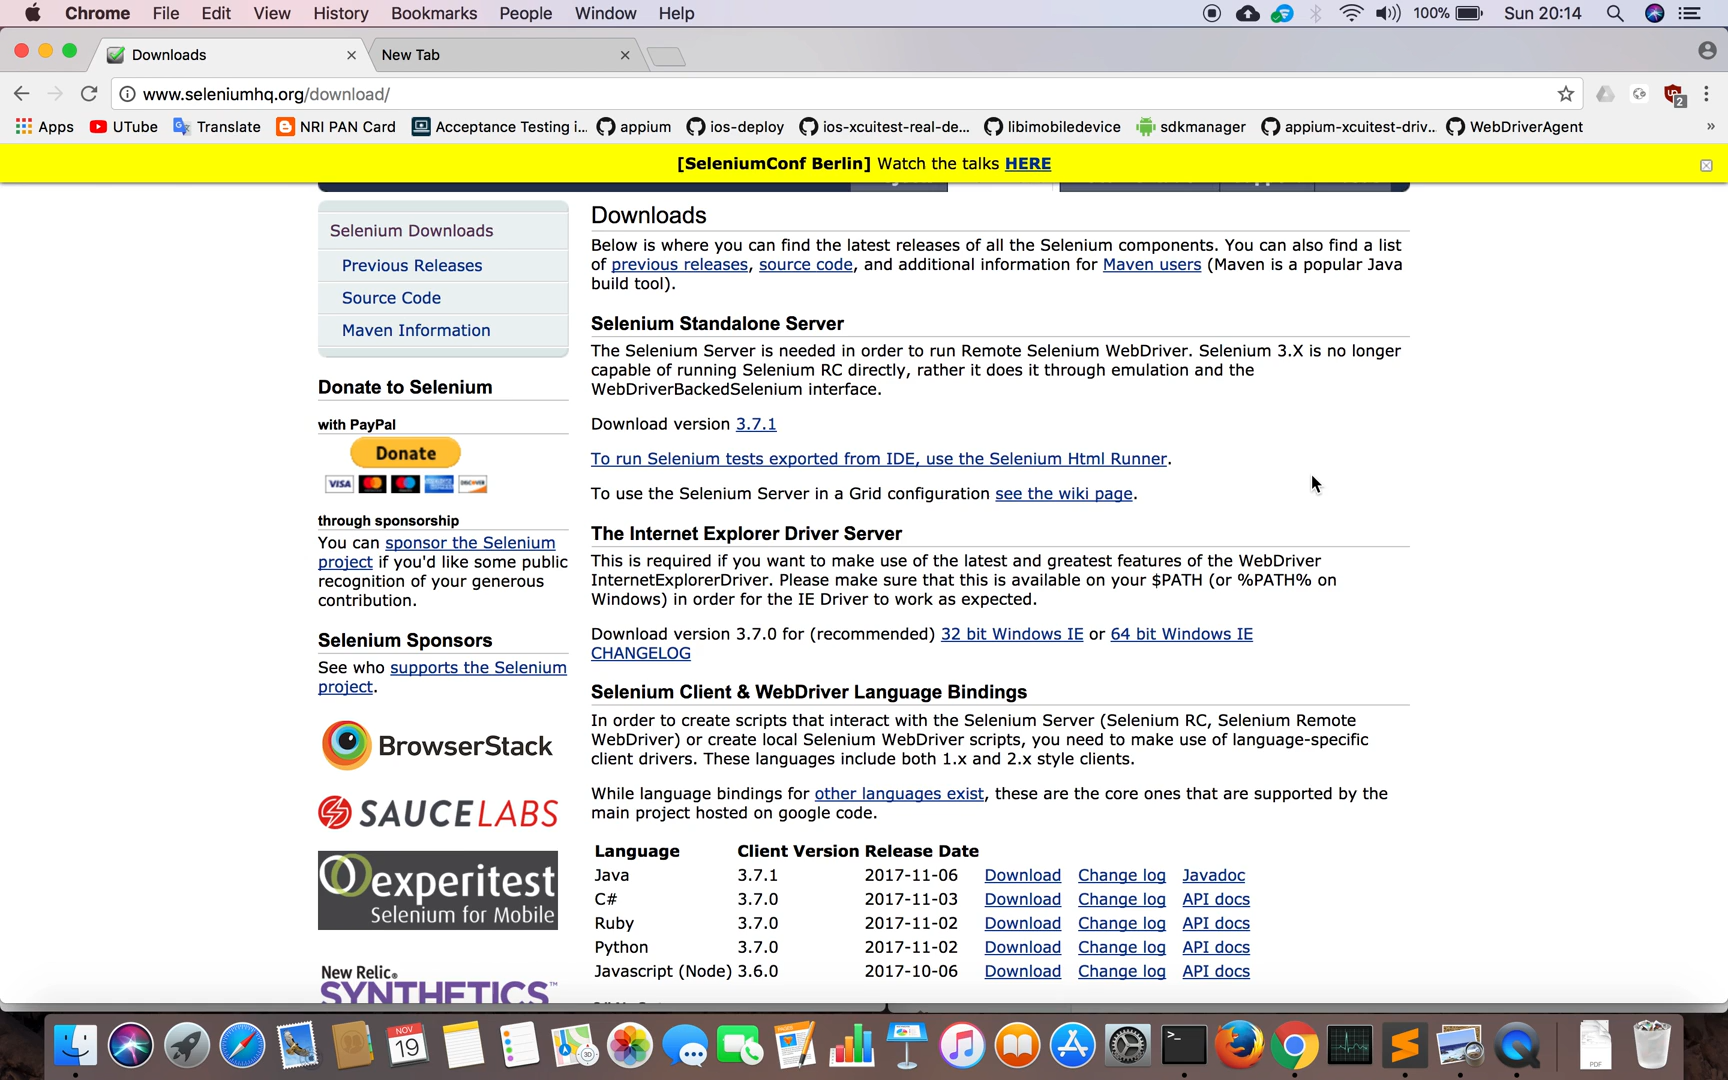 Chrome File Edit View History Bookmarks People Window Help 100% Sun 20:14
Downloads New Tab
www.seleniumhq.org/download/
Apps UTube Translate NRI PAN Card Acceptance Testing i... appium ios-deploy ios-xcuitest-real-de... libimobiledevice sdkmanager appium-xcuitest-driv... WebDriverAgent »
[SeleniumConf Berlin] Watch the talks HERE
Selenium Downloads
Previous Releases
Source Code
Maven Information
Donate to Selenium
with PayPal
Donate
VISA
through sponsorship
You can sponsor the Selenium
project if you'd like some public
recognition of your generous
contribution.
Selenium Sponsors
See who supports the Selenium
project.
BrowserStack
SAUCELABS
experitest
Selenium for Mobile
New Relic.
SYNTHETICS™
Downloads
Below is where you can find the latest releases of all the Selenium components. You can also find a list
of previous releases, source code, and additional information for Maven users (Maven is a popular Java
build tool).
Selenium Standalone Server
The Selenium Server is needed in order to run Remote Selenium WebDriver. Selenium 3.X is no longer
capable of running Selenium RC directly, rather it does it through emulation and the
WebDriverBackedSelenium interface.
Download version 3.7.1
To run Selenium tests exported from IDE, use the Selenium Html Runner.
To use the Selenium Server in a Grid configuration see the wiki page.
The Internet Explorer Driver Server
This is required if you want to make use of the latest and greatest features of the WebDriver
InternetExplorerDriver. Please make sure that this is available on your $PATH (or %PATH% on
Windows) in order for the IE Driver to work as expected.
Download version 3.7.0 for (recommended) 32 bit Windows IE or 64 bit Windows IE
CHANGELOG
Selenium Client & WebDriver Language Bindings
In order to create scripts that interact with the Selenium Server (Selenium RC, Selenium Remote
WebDriver) or create local Selenium WebDriver scripts, you need to make use of language-specific
client drivers. These languages include both 1.x and 2.x style clients.
While language bindings for other languages exist, these are the core ones that are supported by the
main project hosted on google code.
Language Client Version Release Date
Java 3.7.1 2017-11-06 Download Change log Javadoc
C# 3.7.0 2017-11-03 Download Change log API docs
Ruby 3.7.0 2017-11-02 Download Change log API docs
Python 3.7.0 2017-11-02 Download Change log API docs
Javascript (Node) 3.6.0 2017-10-06 Download Change log API docs
NOV
19
PDF